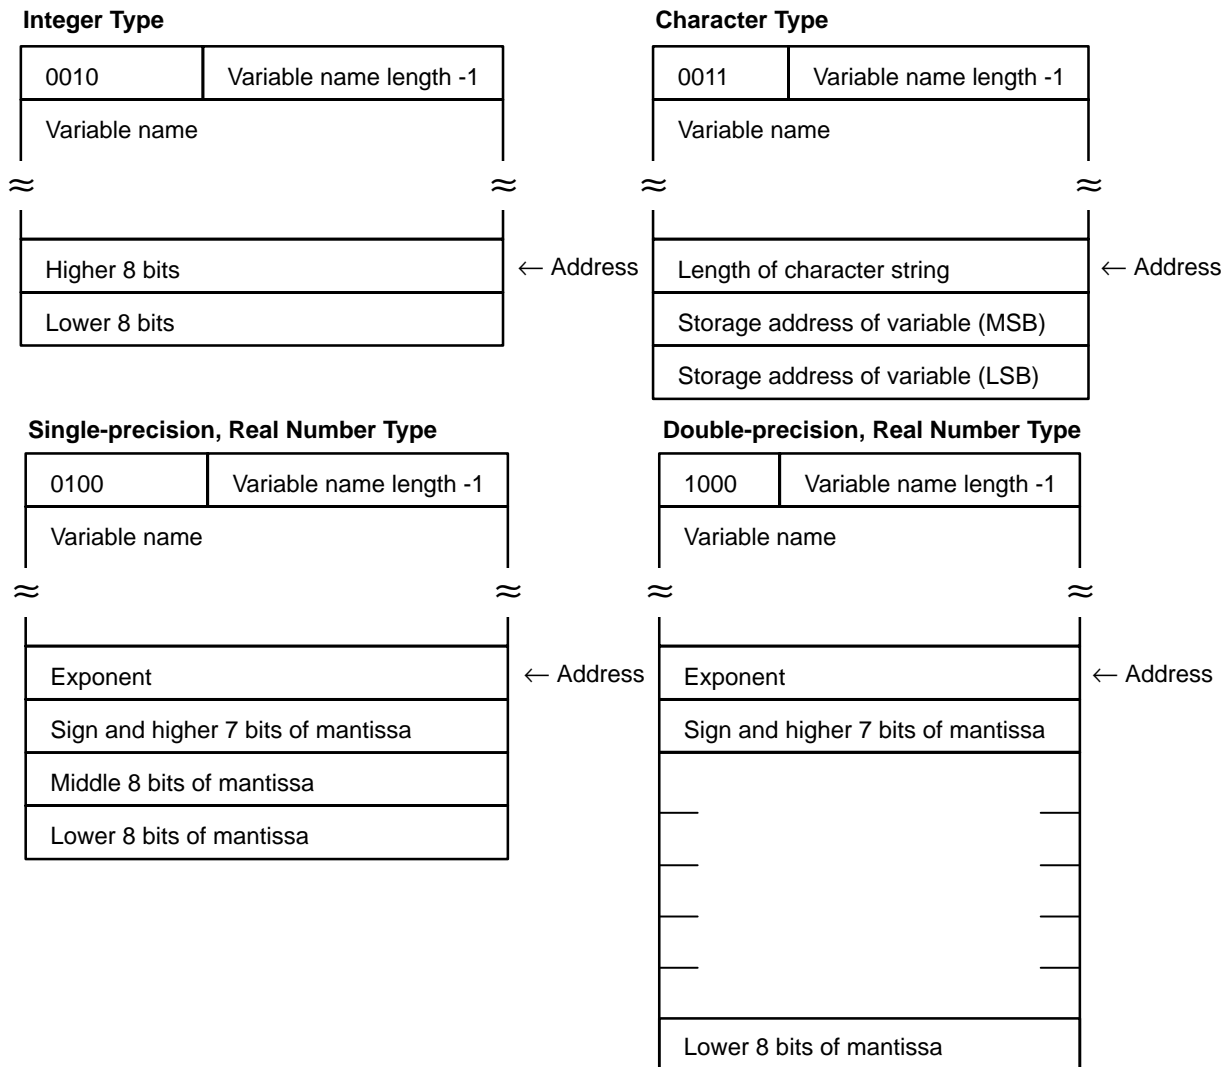 Integer Type
0010 Variable name length -1
Variable name
≈ ≈
Higher 8 bits ← Address
Lower 8 bits
Character Type
0011 Variable name length -1
Variable name
≈ ≈
Length of character string ← Address
Storage address of variable (MSB)
Storage address of variable (LSB)
Single-precision, Real Number Type
0100 Variable name length -1
Variable name
≈ ≈
Exponent ← Address
Sign and higher 7 bits of mantissa
Middle 8 bits of mantissa
Lower 8 bits of mantissa
Double-precision, Real Number Type
1000 Variable name length -1
Variable name
≈ ≈
Exponent ← Address
Sign and higher 7 bits of mantissa
Lower 8 bits of mantissa